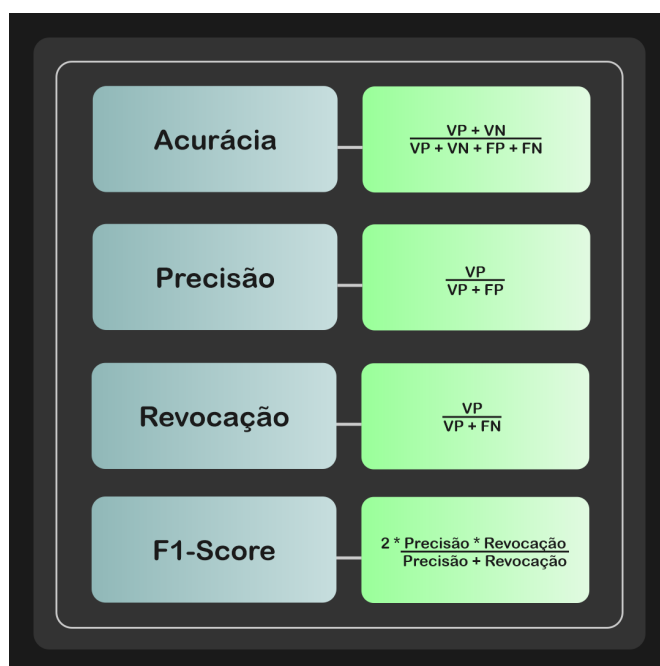 Acurácia
VP + VN
VP + VN + FP + FN
Precisão
VP
VP + FP
Revocação
VP
VP + FN
F1-Score
2 * Precisão * Revocação
Precisão + Revocação